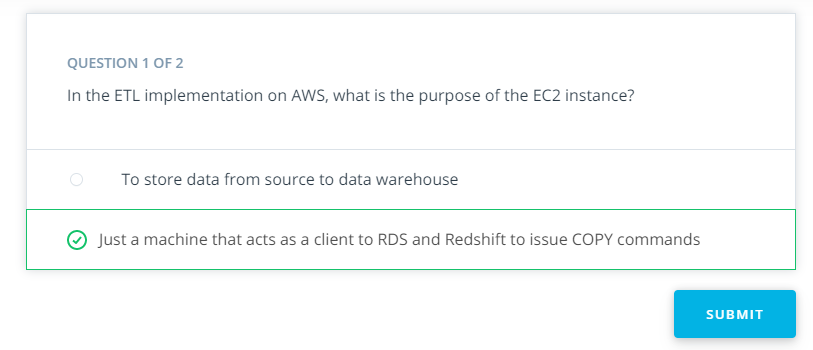 QUESTION 1 OF 2
In the ETL implementation on AWS, what is the purpose of the EC2 instance?
To store data from source to data warehouse
Just a machine that acts as a client to RDS and Redshift to issue COPY commands
SUBMIT